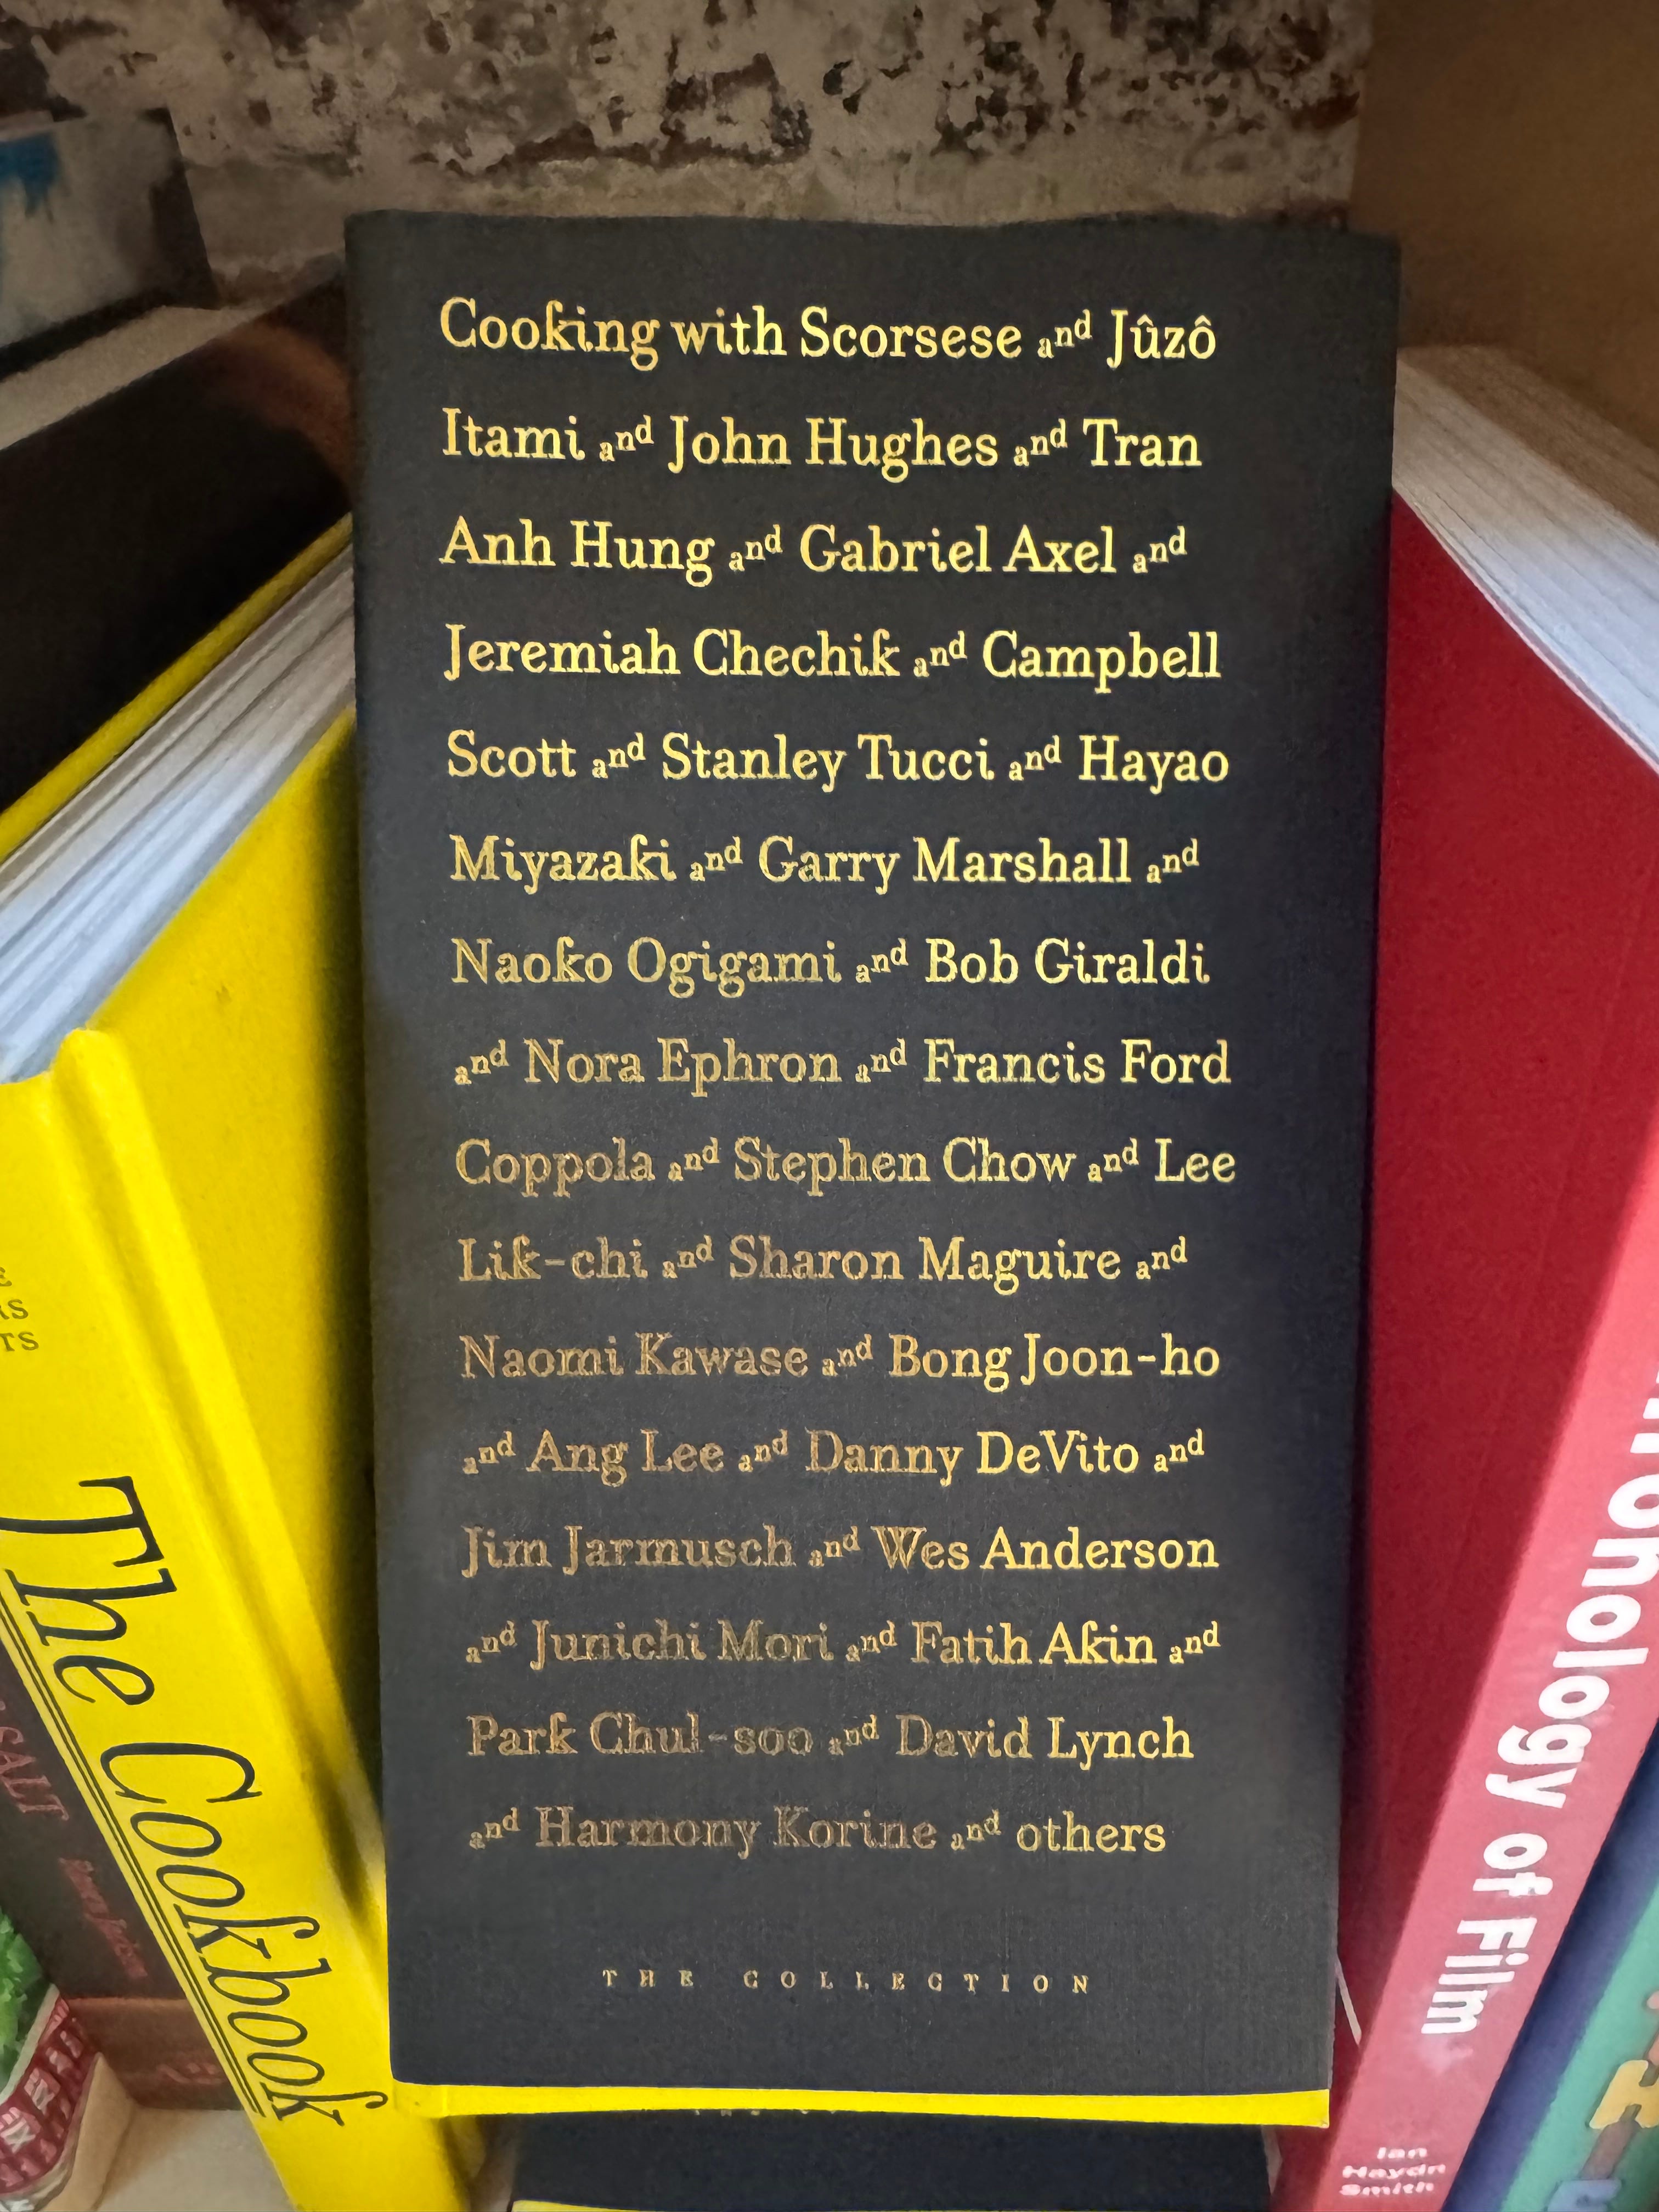 Cooking with Scorsese and Jûzô
Itami and John Hughes and Tran
Anh Hung and Gabriel Axel and
Jeremiah Chechik and Campbell
Scott and Stanley Tucci and Hayao
Miyazaki and Garry Marshall and
Naoko Ogigami and Bob Giraldi
and Nora Ephron and Francis Ford
Coppola and Stephen Chow and Lee
Lik-chi and Sharon Maguire and
Naomi Kawase and Bong Joon-ho
and Ang Lee and Danny DeVito and
Jim Jarmusch and Wes Anderson
and Junichi Mori and Fatih Akin and
Park Chul-soo and David Lynch
and Harmony Korine and others
THE COLLECTION
The Cookbook
of Film
Ian
Haydn
Smith